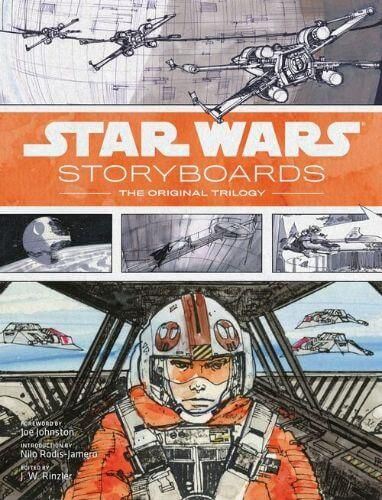 STAR WARS®
STORYBOARDS
THE ORIGINAL TRILOGY
FOREWORD BY
Joe Johnston
INTRODUCTION BY
Nilo Rodis-Jamero
EDITED BY
J. W. Rinzler